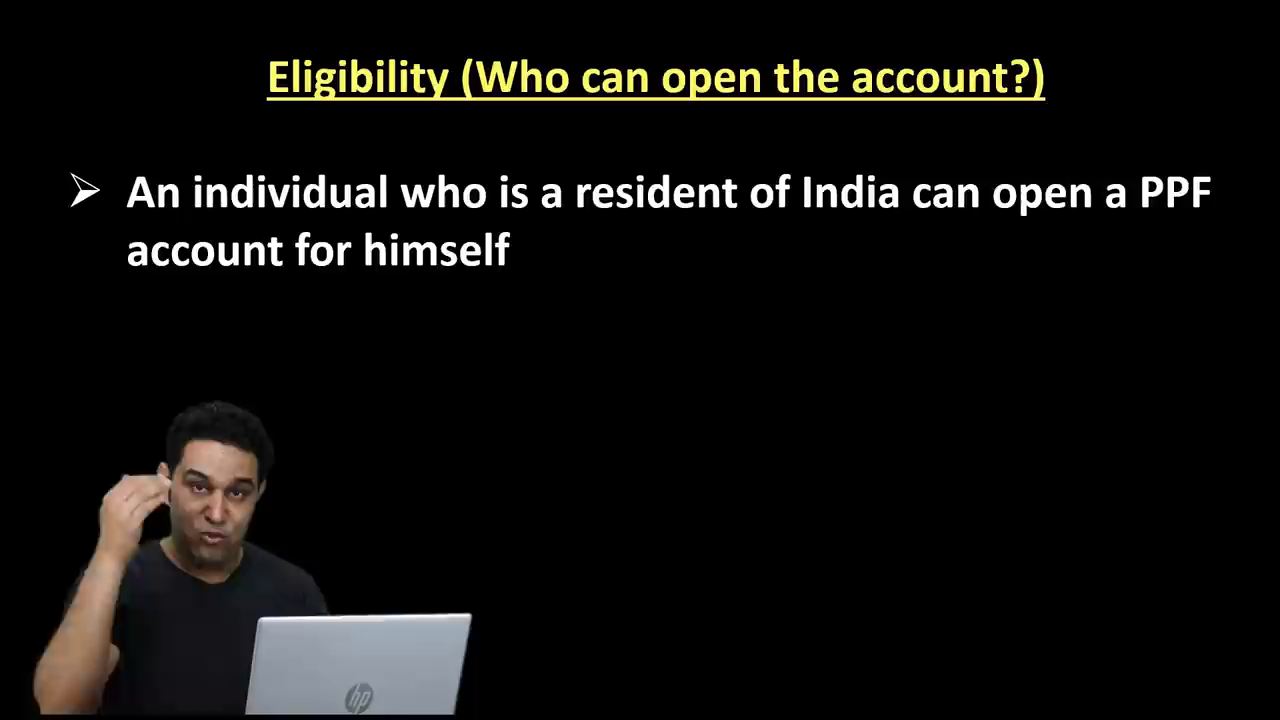 Eligibility (Who can open the account?)
➢ An individual who is a resident of India can open a PPF
account for himself
hp